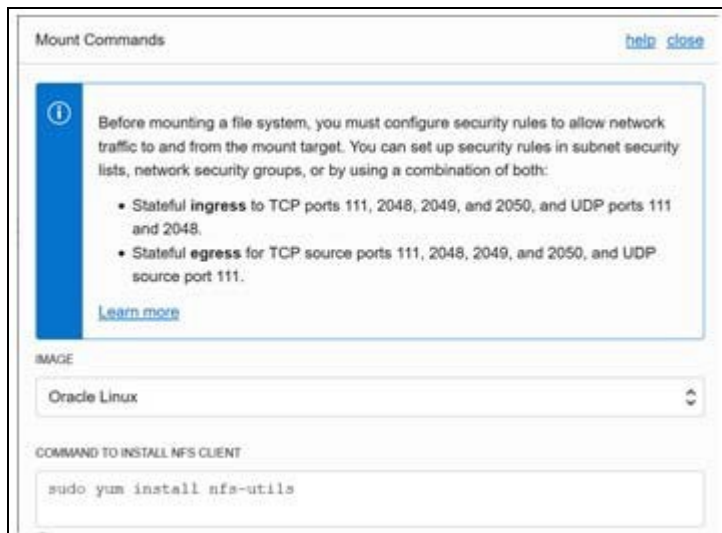 Mount Commands help close
Before mounting a file system, you must configure security rules to allow network
traffic to and from the mount target. You can set up security rules in subnet security
lists, network security groups, or by using a combination of both:
• Stateful ingress to TCP ports 111, 2048, 2049, and 2050, and UDP ports 111
and 2048.
• Stateful egress for TCP source ports 111, 2048, 2049, and 2050, and UDP
source port 111.
Learn more
IMAGE
Oracle Linux
COMMAND TO INSTALL NFS CLIENT
sudo yum install nfs-utils